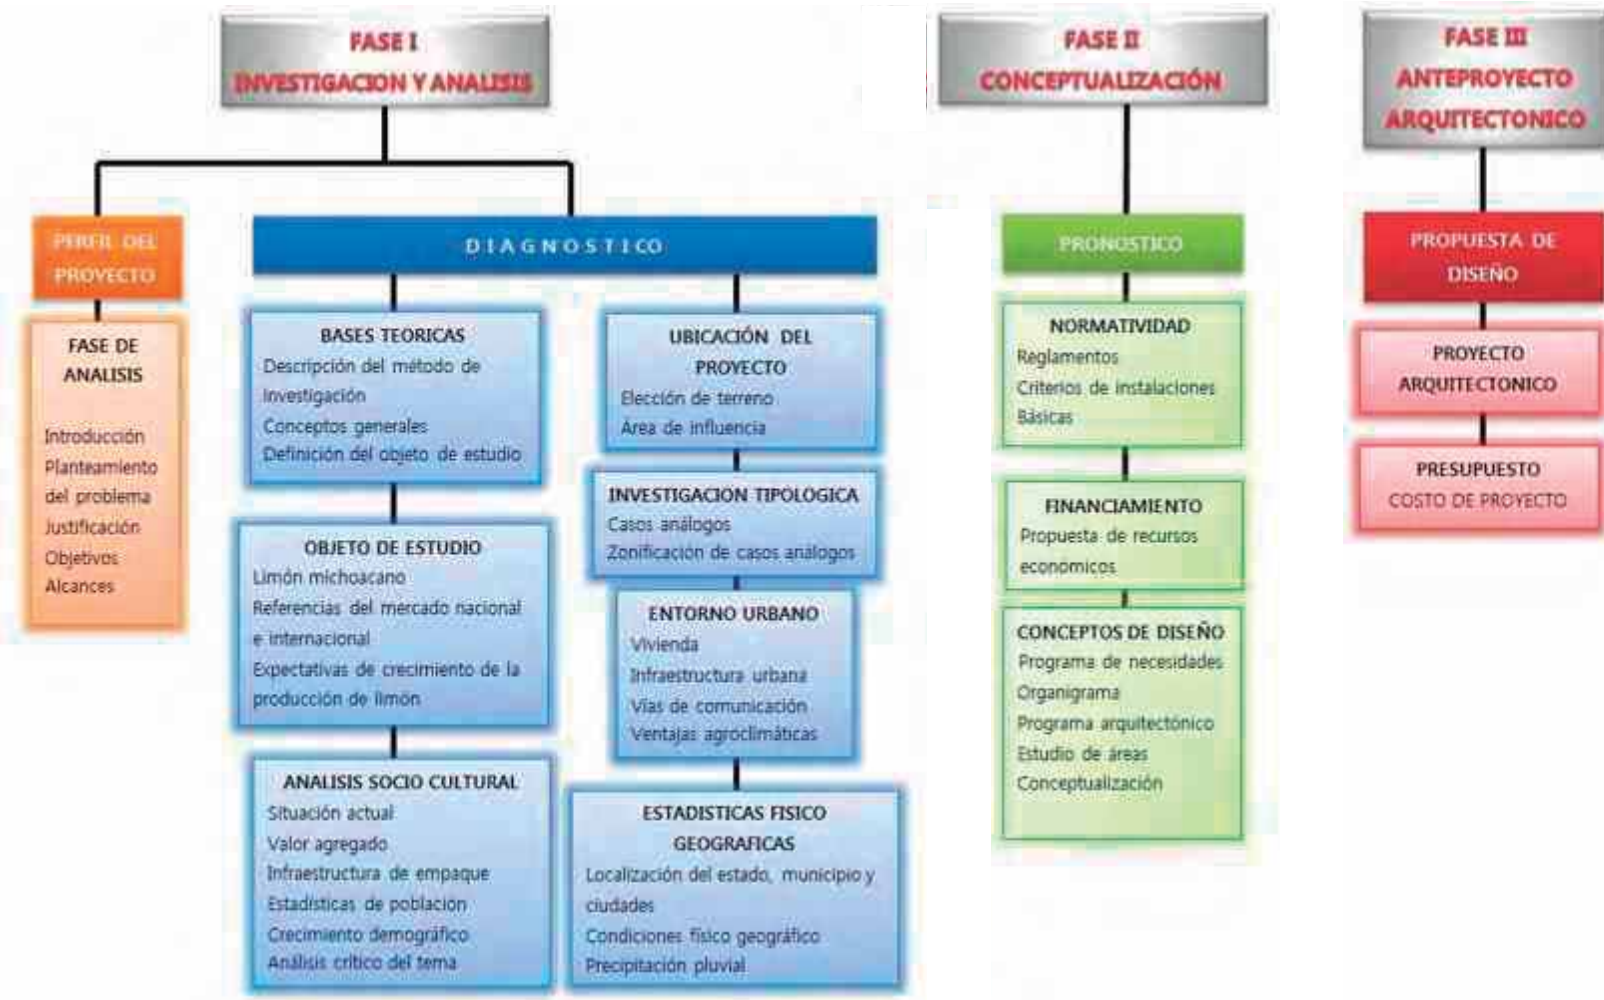 FASE I
INVESTIGACION Y ANALISIS
PERFIL DEL
PROYECTO
FASE DE
ANALISIS
Introducción
Planteamiento
del problema
Justificación
Objetivos
Alcances
DIAGNOSTICO
BASES TEORICAS
Descripción del método de
Investigación
Conceptos generales
Definición del objeto de estudio
OBJETO DE ESTUDIO
Limón michoacano
Referencias del mercado nacional
e internacional
Expectativas de crecimiento de la
producción de limón
ANALISIS SOCIO CULTURAL
Situación actual
Valor agregado
Infraestructura de empaque
Estadísticas de población
Crecimiento demográfico
Análisis crítico del tema
UBICACIÓN DEL
PROYECTO
Elección de terreno
Área de influencia
INVESTIGACION TIPOLOGICA
Casos análogos
Zonificación de casos análogos
ENTORNO URBANO
Vivienda
Infraestructura urbana
Vías de comunicación
Ventajas agroclimáticas
ESTADISTICAS FISICO
GEOGRAFICAS
Localización del estado, municipio y
ciudades
Condiciones físico geográfico
Precipitación pluvial
FASE II
CONCEPTUALIZACIÓN
PRONOSTICO
NORMATIVIDAD
Reglamentos
Criterios de instalaciones
Básicas
FINANCIAMIENTO
Propuesta de recursos
económicos
CONCEPTOS DE DISEÑO
Programa de necesidades
Organigrama
Programa arquitectónico
Estudio de áreas
Conceptualización
FASE III
ANTEPROYECTO
ARQUITECTONICO
PROPUESTA DE
DISEÑO
PROYECTO
ARQUITECTONICO
PRESUPUESTO
COSTO DE PROYECTO